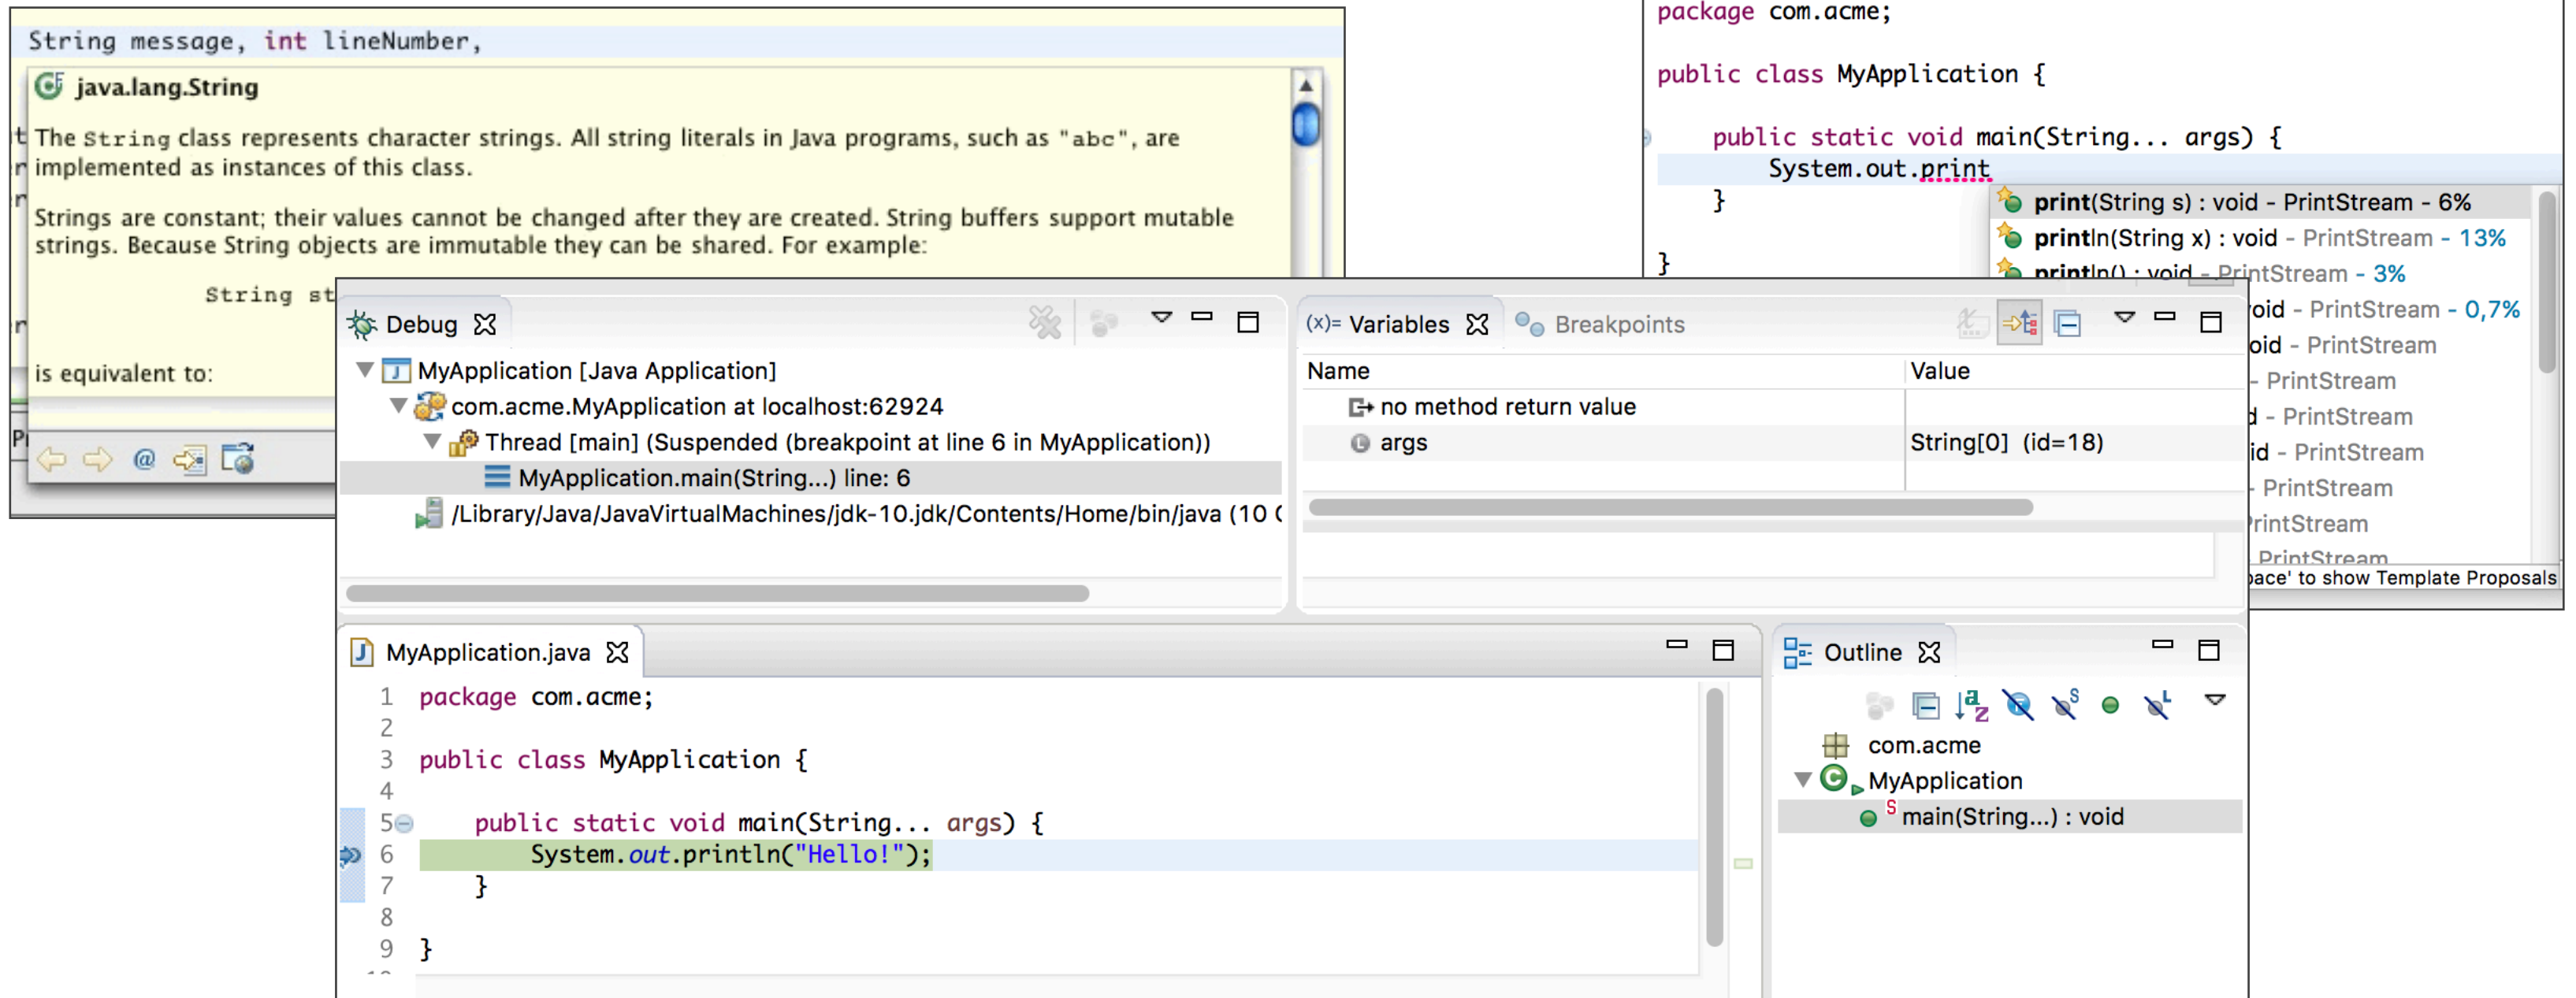 String message, int lineNumber,
java.lang.String
The String class represents character strings. All string literals in Java programs, such as "abc", are
implemented as instances of this class.
Strings are constant; their values cannot be changed after they are created. String buffers support mutable
strings. Because String objects are immutable they can be shared. For example:
String st
is equivalent to:
package com.acme;
public class MyApplication {
public static void main(String... args) {
System.out.print
}
}
print(String s) : void - PrintStream - 6%
println(String x) : void - PrintStream - 13%
println() : void - PrintStream - 3%
oid - PrintStream - 0,7%
oid - PrintStream
- PrintStream
d - PrintStream
id - PrintStream
- PrintStream
PrintStream
PrintStream
pace' to show Template Proposals
Debug
MyApplication [Java Application]
com.acme.MyApplication at localhost:62924
Thread [main] (Suspended (breakpoint at line 6 in MyApplication))
MyApplication.main(String...) line: 6
/Library/Java/JavaVirtualMachines/jdk-10.jdk/Contents/Home/bin/java (10
(x)= Variables
Breakpoints
Name Value
no method return value
args String[0] (id=18)
MyApplication.java
1 package com.acme;
2
3 public class MyApplication {
4
5 public static void main(String... args) {
6 System.out.println("Hello!");
7 }
8
9 }
Outline
com.acme
MyApplication
main(String...) : void